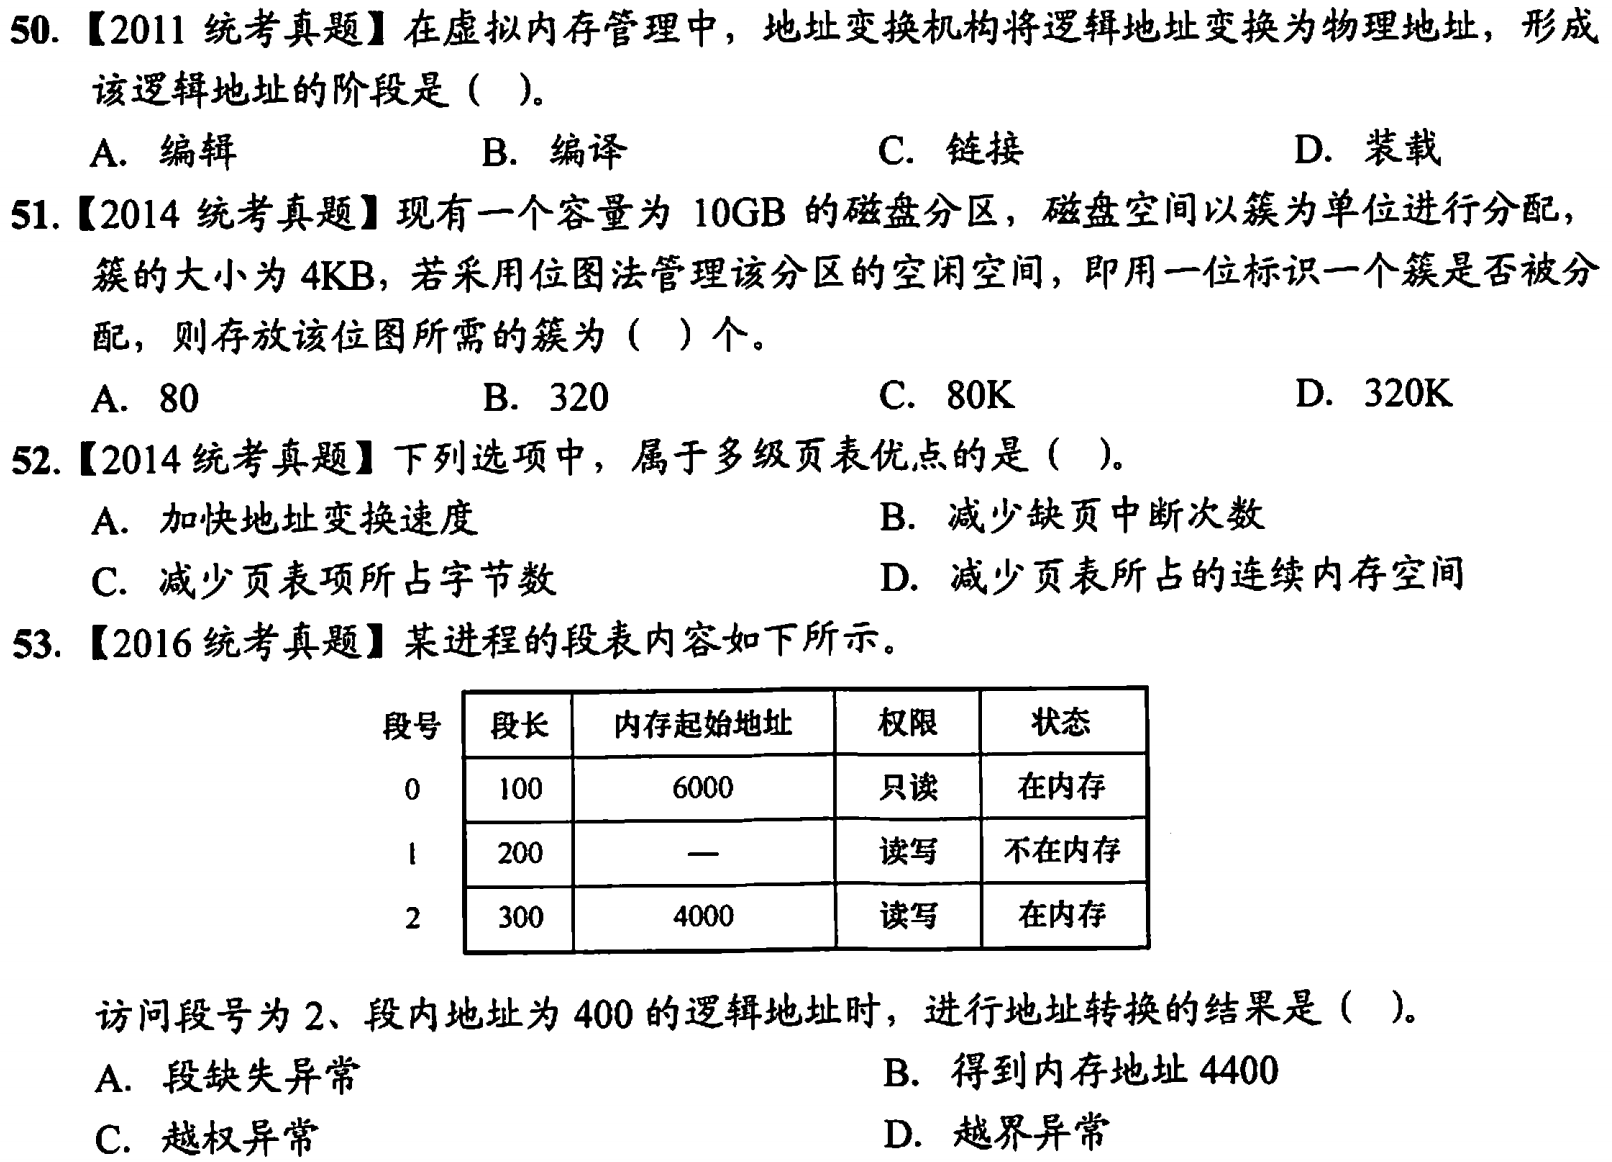 50. 【2011 统考真题】在虚拟内存管理中，地址变换机构将逻辑地址变换为物理地址，形成
该逻辑地址的阶段是（　）。
A. 编辑 B. 编译 C. 链接 D. 装载
51. 【2014 统考真题】现有一个容量为 10GB 的磁盘分区，磁盘空间以簇为单位进行分配，
簇的大小为 4KB，若采用位图法管理该分区的空闲空间，即用一位标识一个簇是否被分
配，则存放该位图所需的簇为（　）个。
A. 80 B. 320 C. 80K D. 320K
52. 【2014 统考真题】下列选项中，属于多级页表优点的是（　）。
A. 加快地址变换速度 B. 减少缺页中断次数
C. 减少页表项所占字节数 D. 减少页表所占的连续内存空间
53. 【2016 统考真题】某进程的段表内容如下所示。
段号 段长 内存起始地址 权限 状态
0 100 6000 只读 在内存
1 200 — 读写 不在内存
2 300 4000 读写 在内存
访问段号为 2、段内地址为 400 的逻辑地址时，进行地址转换的结果是（　）。
A. 段缺失异常 B. 得到内存地址 4400
C. 越权异常 D. 越界异常